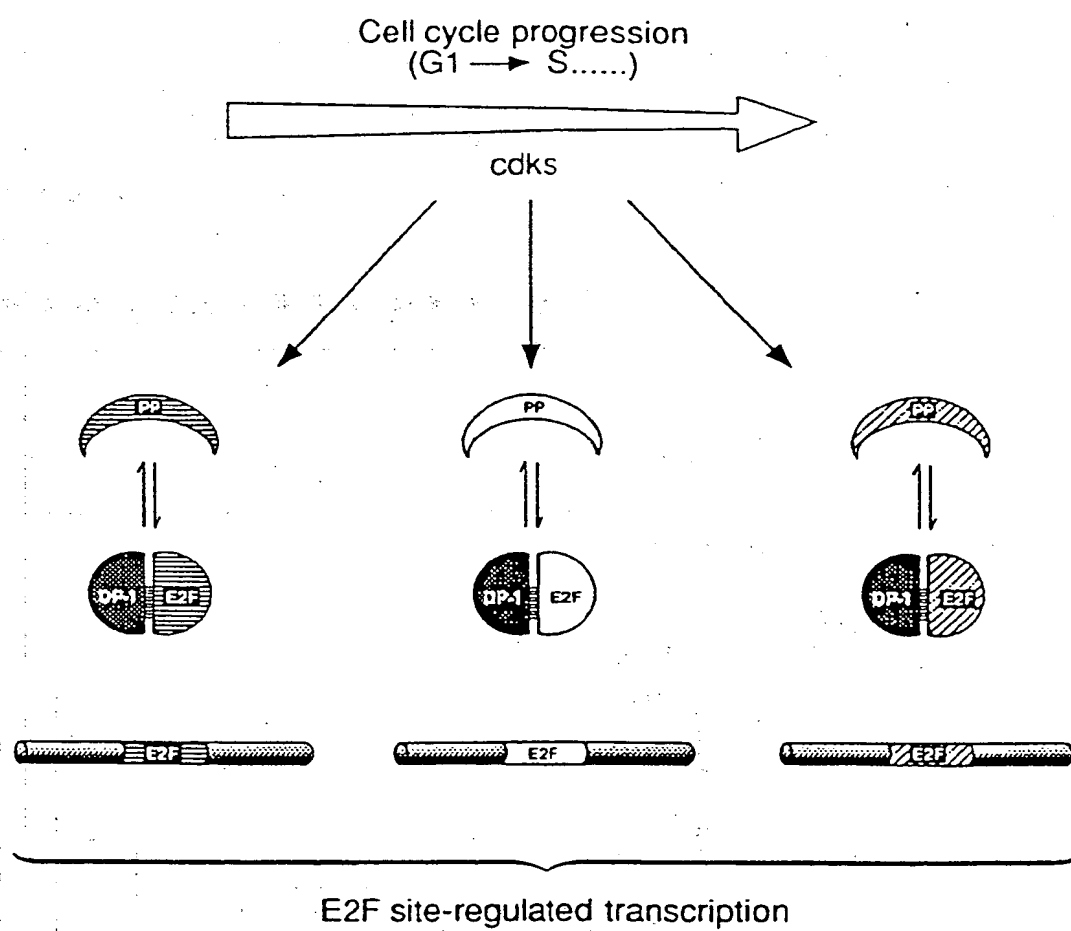 Cell cycle progression
(G1 → S......)
cdks
PP PP PP
DP-1 E2F DP-1 E2F DP-1 E2F
E2F E2F E2F
E2F site-regulated transcription